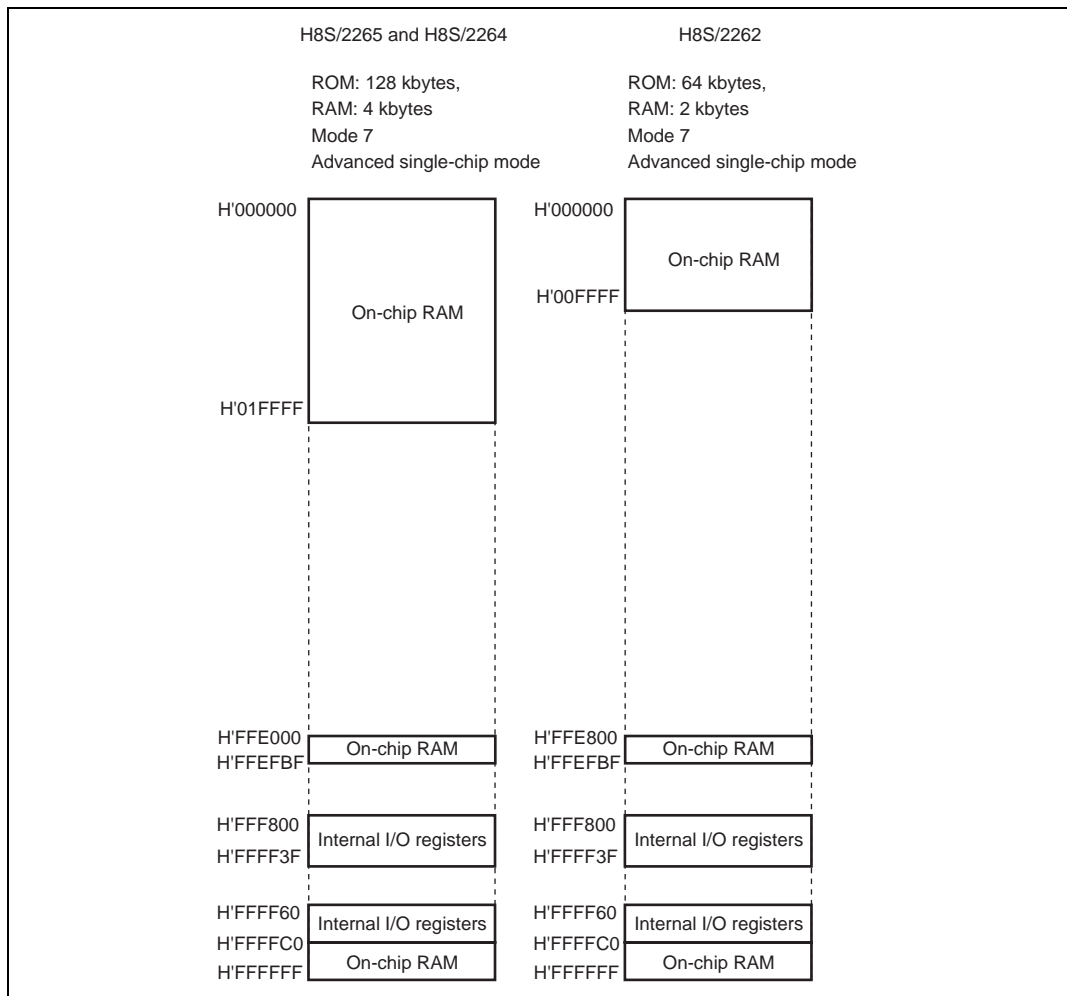 H8S/2265 and H8S/2264
ROM: 128 kbytes,
RAM: 4 kbytes
Mode 7
Advanced single-chip mode
H'000000
On-chip RAM
H'01FFFF
H'FFE000
On-chip RAM
H'FFEFBF
H'FFF800
Internal I/O registers
H'FFFF3F
H'FFFF60
Internal I/O registers
H'FFFFC0
On-chip RAM
H'FFFFFF
H8S/2262
ROM: 64 kbytes,
RAM: 2 kbytes
Mode 7
Advanced single-chip mode
H'000000
On-chip RAM
H'00FFFF
H'FFE800
On-chip RAM
H'FFEFBF
H'FFF800
Internal I/O registers
H'FFFF3F
H'FFFF60
Internal I/O registers
H'FFFFC0
On-chip RAM
H'FFFFFF